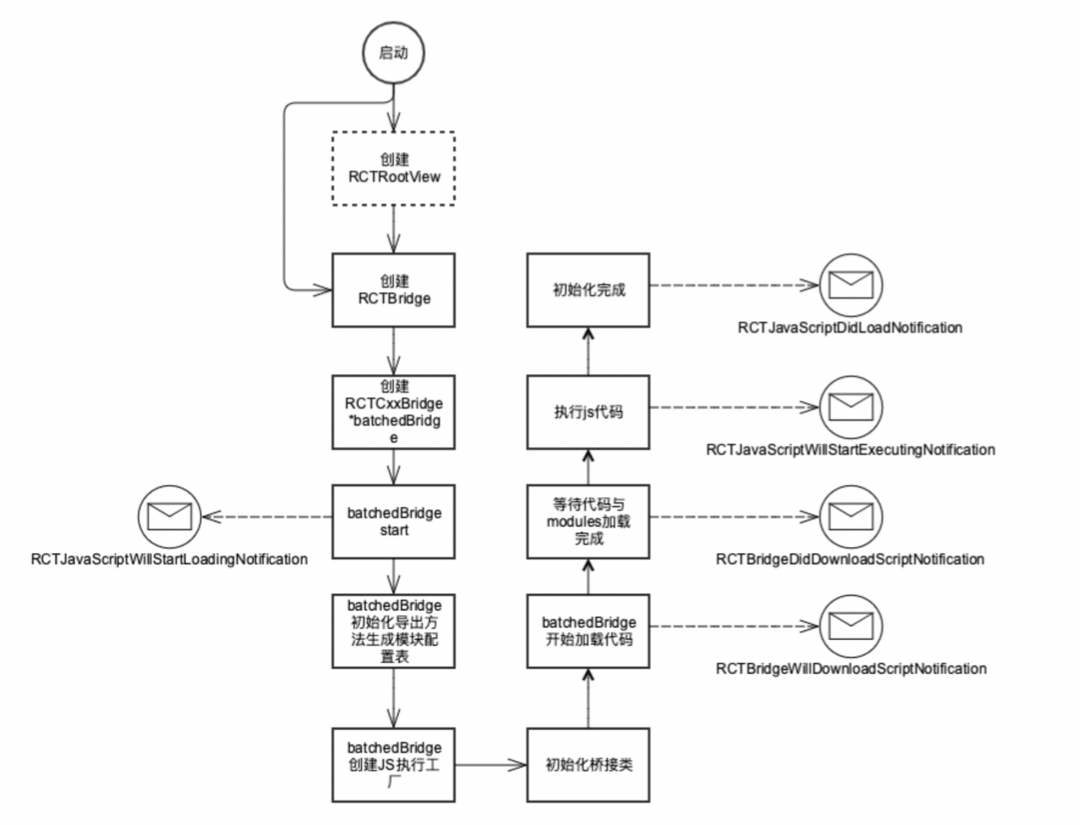 启动
创建
RCTRootView
创建
RCTBridge
创建
RCTCxxBridge
*batchedBridg
e
batchedBridge
start
RCTJavaScriptWillStartLoadingNotification
batchedBridge
初始化导出方
法生成模块配
置表
batchedBridge
创建JS执行工
厂
初始化桥接类
batchedBridge
开始加载代码
RCTBridgeWillDownloadScriptNotification
等待代码与
modules加载
完成
RCTBridgeDidDownloadScriptNotification
执行js代码
RCTJavaScriptWillStartExecutingNotification
初始化完成
RCTJavaScriptDidLoadNotification